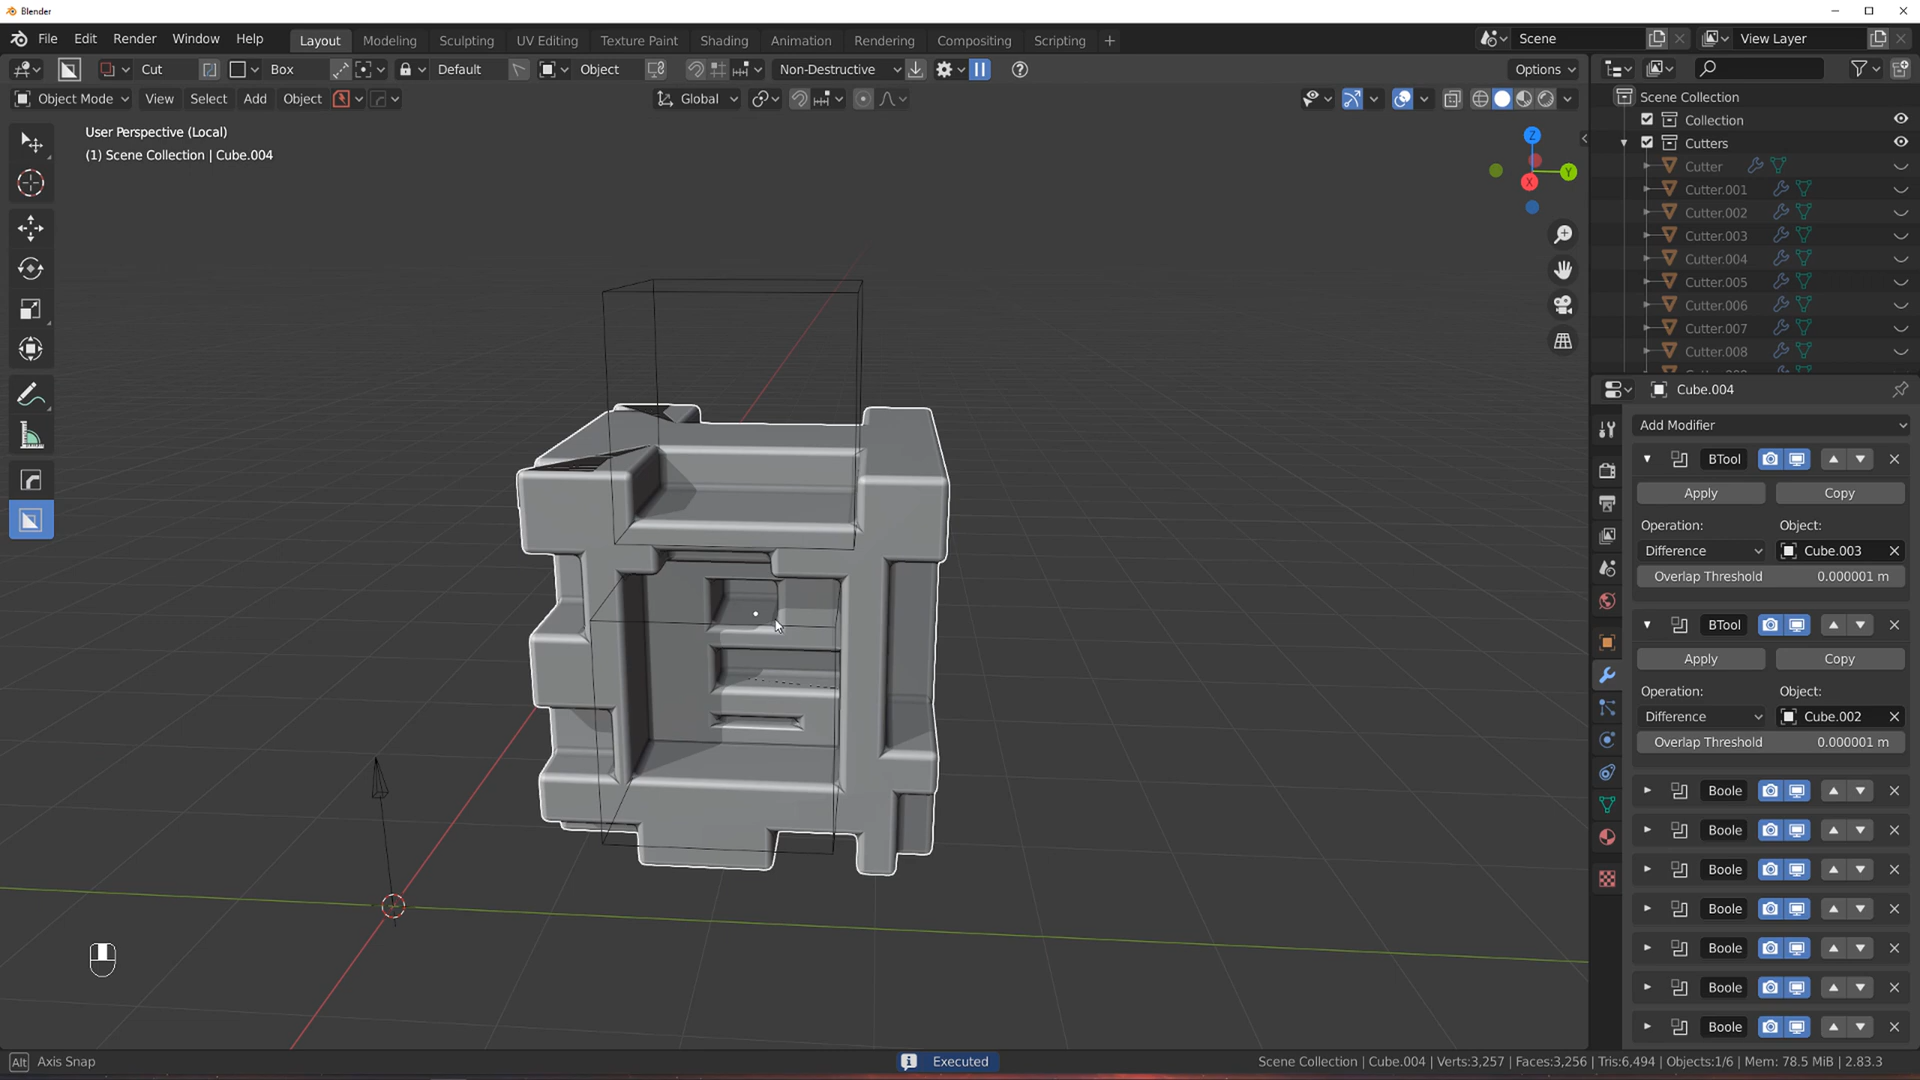 Blender
File Edit Render Window Help Layout Modeling Sculpting UV Editing Texture Paint Shading Animation Rendering Compositing Scripting + Scene View Layer
Cut Box Default Object Non-Destructive Options
Object Mode View Select Add Object Global
User Perspective (Local)
(1) Scene Collection | Cube.004
Z
Y
X
Scene Collection
Collection
Cutters
Cutter
Cutter.001
Cutter.002
Cutter.003
Cutter.004
Cutter.005
Cutter.006
Cutter.007
Cutter.008
Cube.004
Add Modifier
BTool
Apply Copy
Operation: Object:
Difference Cube.003
Overlap Threshold 0.000001 m
BTool
Apply Copy
Operation: Object:
Difference Cube.002
Overlap Threshold 0.000001 m
Boole
Boole
Boole
Boole
Boole
Boole
Boole
Alt Axis Snap Executed Scene Collection | Cube.004 | Verts:3,257 | Faces:3,256 | Tris:6,494 | Objects:1/6 | Mem: 78.5 MiB | 2.83.3